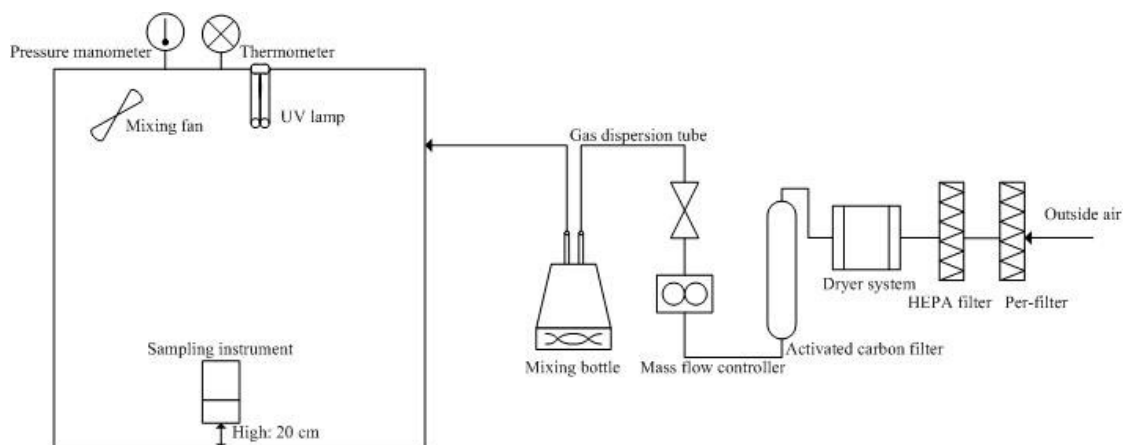 Pressure manometer
Thermometer
Mixing fan
UV lamp
Gas dispersion tube
Outside air
Dryer system
HEPA filter
Per-filter
Sampling instrument
Mixing bottle
Mass flow controller
Activated carbon filter
High: 20 cm